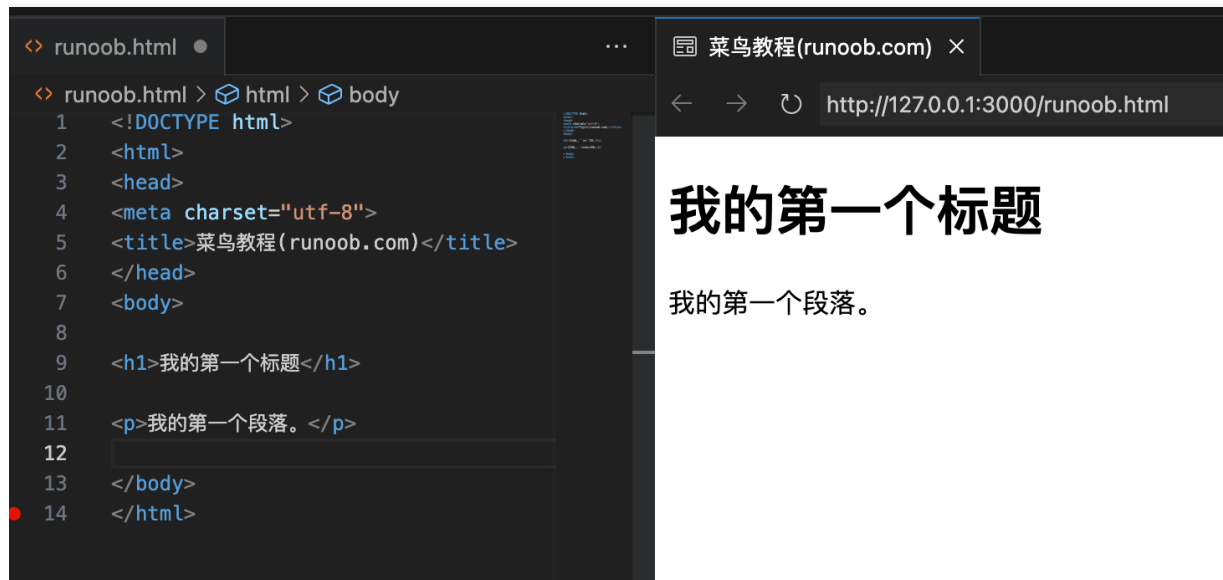 runoob.html
runoob.html > html > body
1 <!DOCTYPE html>
2 <html>
3 <head>
4 <meta charset="utf-8">
5 <title>菜鸟教程(runoob.com)</title>
6 </head>
7 <body>
8
9 <h1>我的第一个标题</h1>
10
11 <p>我的第一个段落。</p>
12
13 </body>
14 </html>
菜鸟教程(runoob.com)
http://127.0.0.1:3000/runoob.html
我的第一个标题
我的第一个段落。